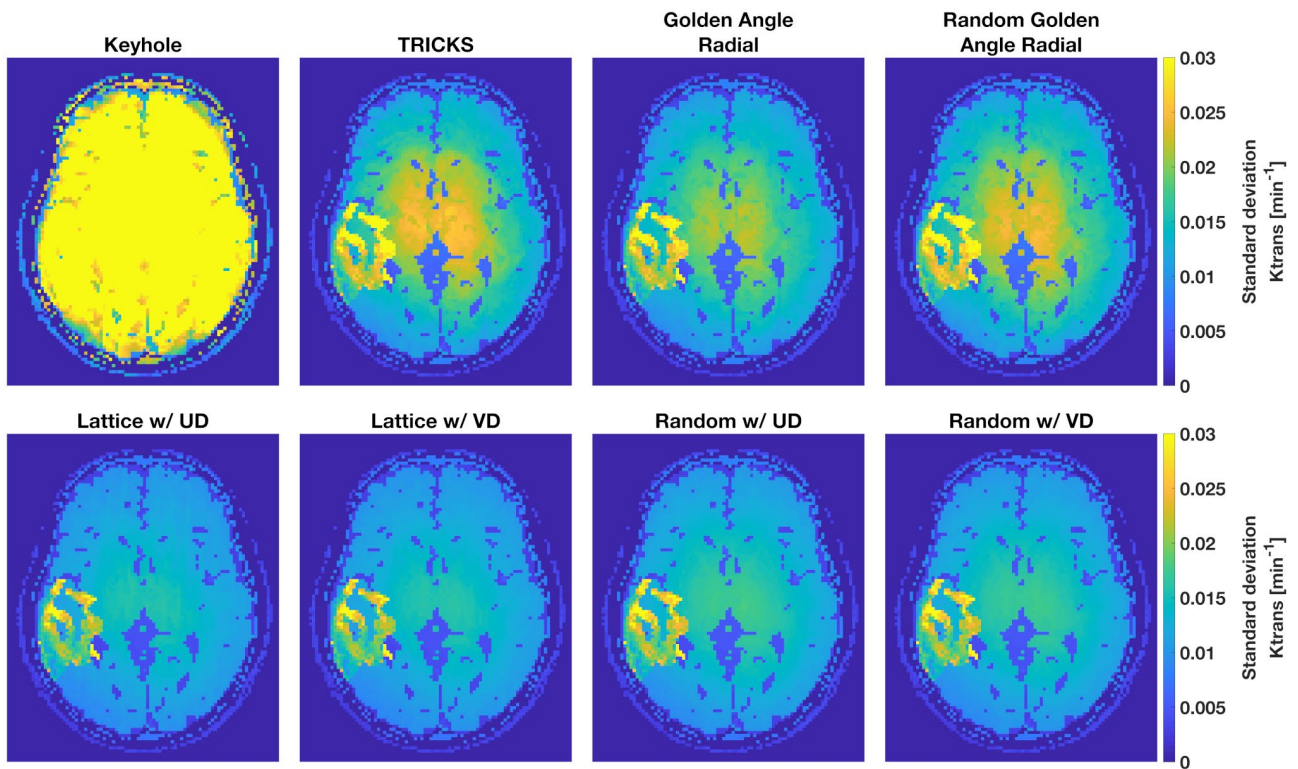 Keyhole
TRICKS
Golden Angle
Radial
Random Golden
Angle Radial
0.03
0.025
0.02
0.015
0.01
0.005
0
Standard deviation
Ktrans [min⁻¹]
Lattice w/ UD
Lattice w/ VD
Random w/ UD
Random w/ VD
0.03
0.025
0.02
0.015
0.01
0.005
0
Standard deviation
Ktrans [min⁻¹]